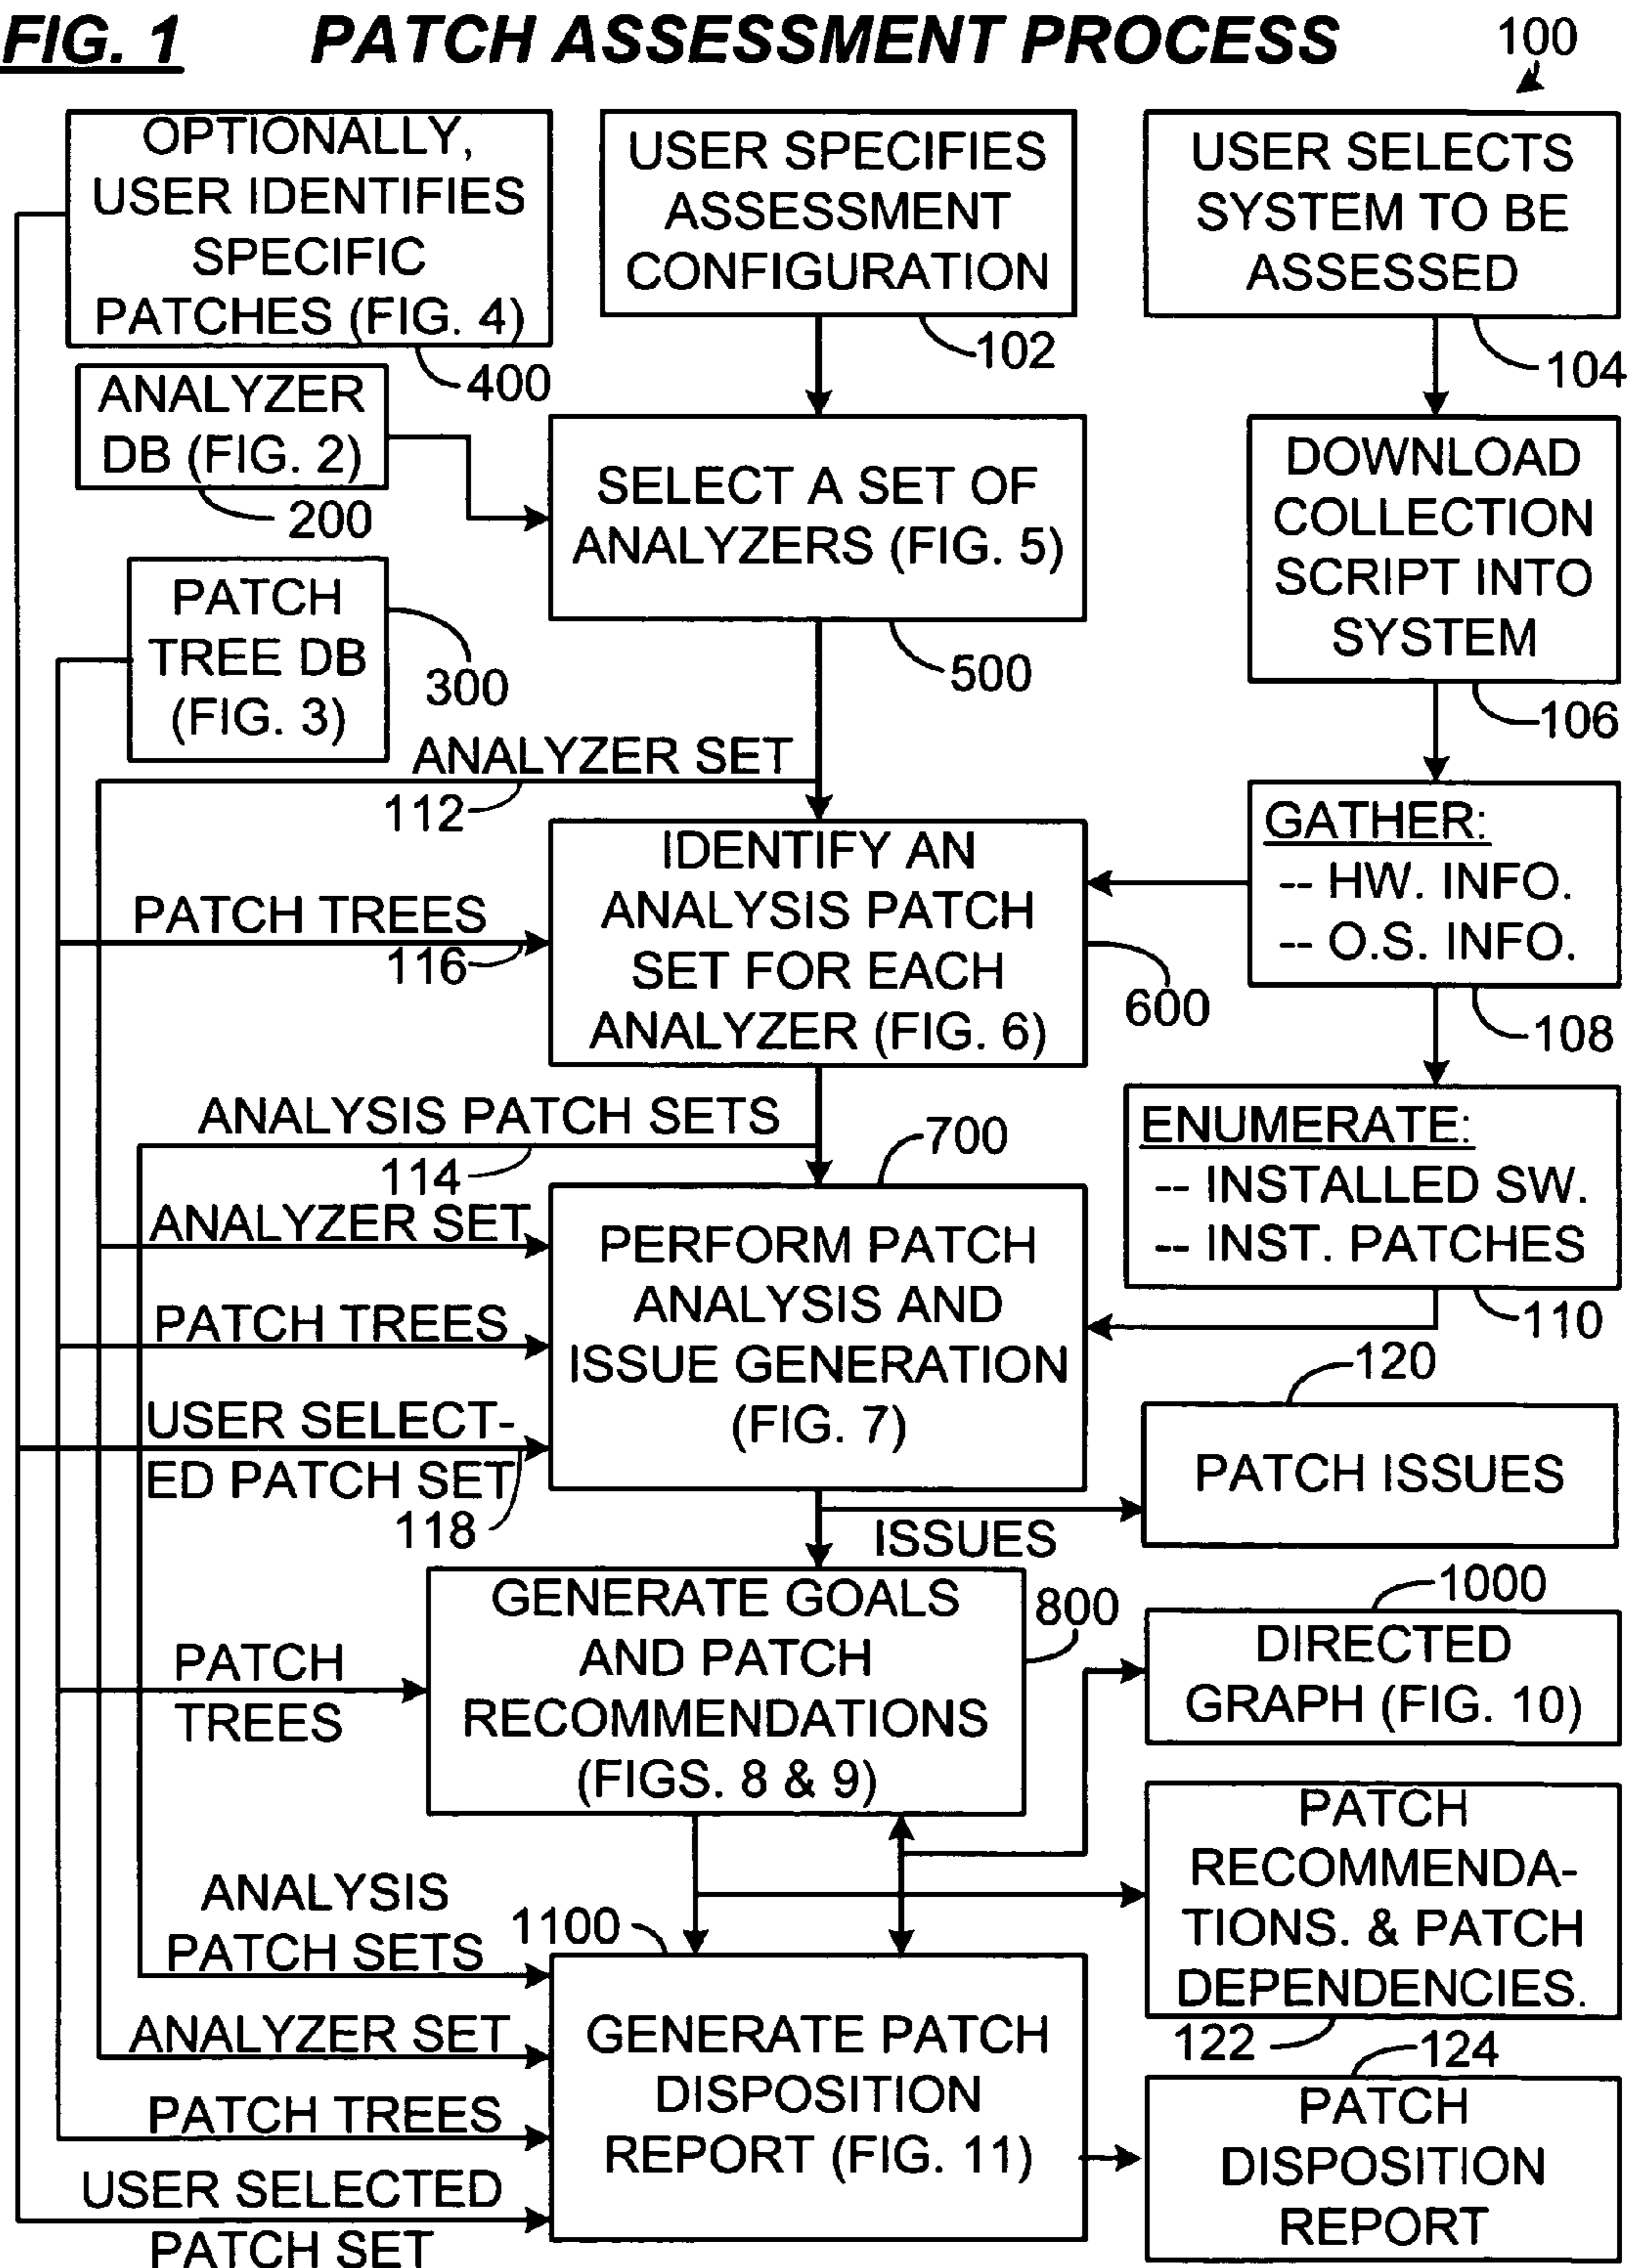 FIG. 1 PATCH ASSESSMENT PROCESS
100
OPTIONALLY,
USER IDENTIFIES
SPECIFIC
PATCHES (FIG. 4)
400
USER SPECIFIES
ASSESSMENT
CONFIGURATION
102
USER SELECTS
SYSTEM TO BE
ASSESSED
104
ANALYZER
DB (FIG. 2)
200
SELECT A SET OF
ANALYZERS (FIG. 5)
500
DOWNLOAD
COLLECTION
SCRIPT INTO
SYSTEM
106
PATCH
TREE DB
(FIG. 3)
300
ANALYZER SET
112
GATHER:
-- HW. INFO.
-- O.S. INFO.
108
PATCH TREES
116
IDENTIFY AN
ANALYSIS PATCH
SET FOR EACH
ANALYZER (FIG. 6)
600
ANALYSIS PATCH SETS
114
700
ENUMERATE:
-- INSTALLED SW.
-- INST. PATCHES
110
ANALYZER SET
PATCH TREES
USER SELECT-
ED PATCH SET
118
PERFORM PATCH
ANALYSIS AND
ISSUE GENERATION
(FIG. 7)
120
PATCH ISSUES
ISSUES
GENERATE GOALS
AND PATCH
RECOMMENDATIONS
(FIGS. 8 & 9)
800
PATCH
TREES
1000
DIRECTED
GRAPH (FIG. 10)
PATCH
RECOMMENDA-
TIONS. & PATCH
DEPENDENCIES.
122
ANALYSIS
PATCH SETS
1100
ANALYZER SET
PATCH TREES
USER SELECTED
PATCH SET
GENERATE PATCH
DISPOSITION
REPORT (FIG. 11)
124
PATCH
DISPOSITION
REPORT